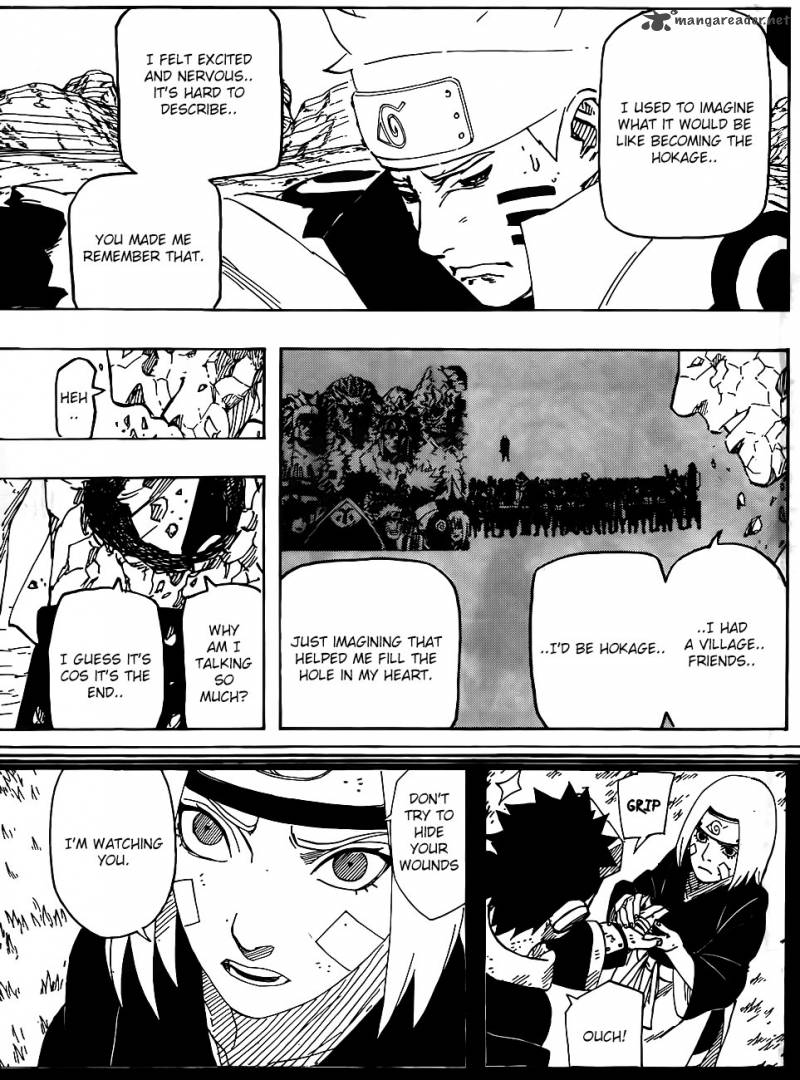 mangareader.net
I USED TO IMAGINE
WHAT IT WOULD BE
LIKE BECOMING THE
HOKAGE..
I FELT EXCITED
AND NERVOUS..
IT'S HARD TO
DESCRIBE..
YOU MADE ME
REMEMBER THAT.
..I HAD
A VILLAGE..
FRIENDS..
..I'D BE HOKAGE..
JUST IMAGINING THAT
HELPED ME FILL THE
HOLE IN MY HEART.
HEH
..
WHY
AM I
TALKING
SO
MUCH?
I GUESS IT'S
COS IT'S THE
END..
GRIP
OUCH!
DON'T
TRY TO
HIDE
YOUR
WOUNDS
I'M WATCHING
YOU.